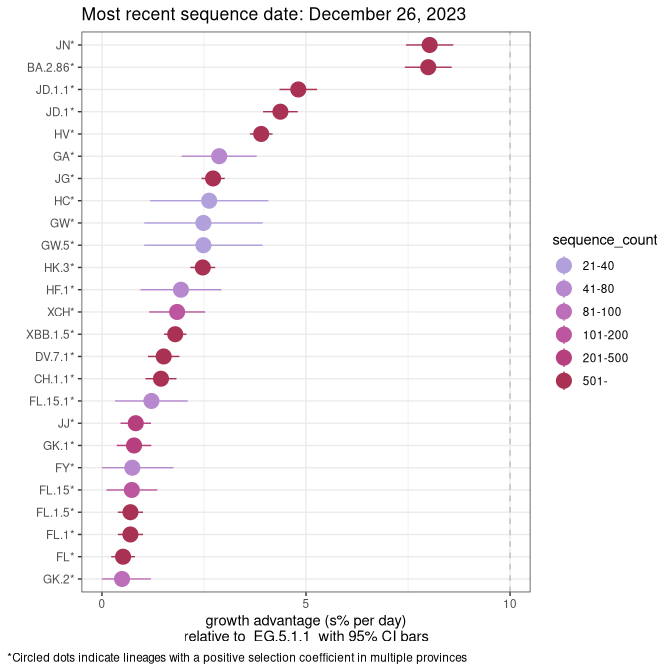 Most recent sequence date: December 26, 2023
JN*
BA.2.86*
JD.1.1*
JD.1*
HV*
GA*
JG*
HC*
GW*
GW.5*
HK.3*
HF.1*
XCH*
XBB.1.5*
DV.7.1*
CH.1.1*
FL.15.1*
JJ*
GK.1*
FY*
FL.15*
FL.1.5*
FL.1*
FL*
GK.2*
0 5 10
growth advantage (s% per day)
relative to EG.5.1.1 with 95% CI bars
sequence_count
21-40
41-80
81-100
101-200
201-500
501-
*Circled dots indicate lineages with a positive selection coefficient in multiple provinces